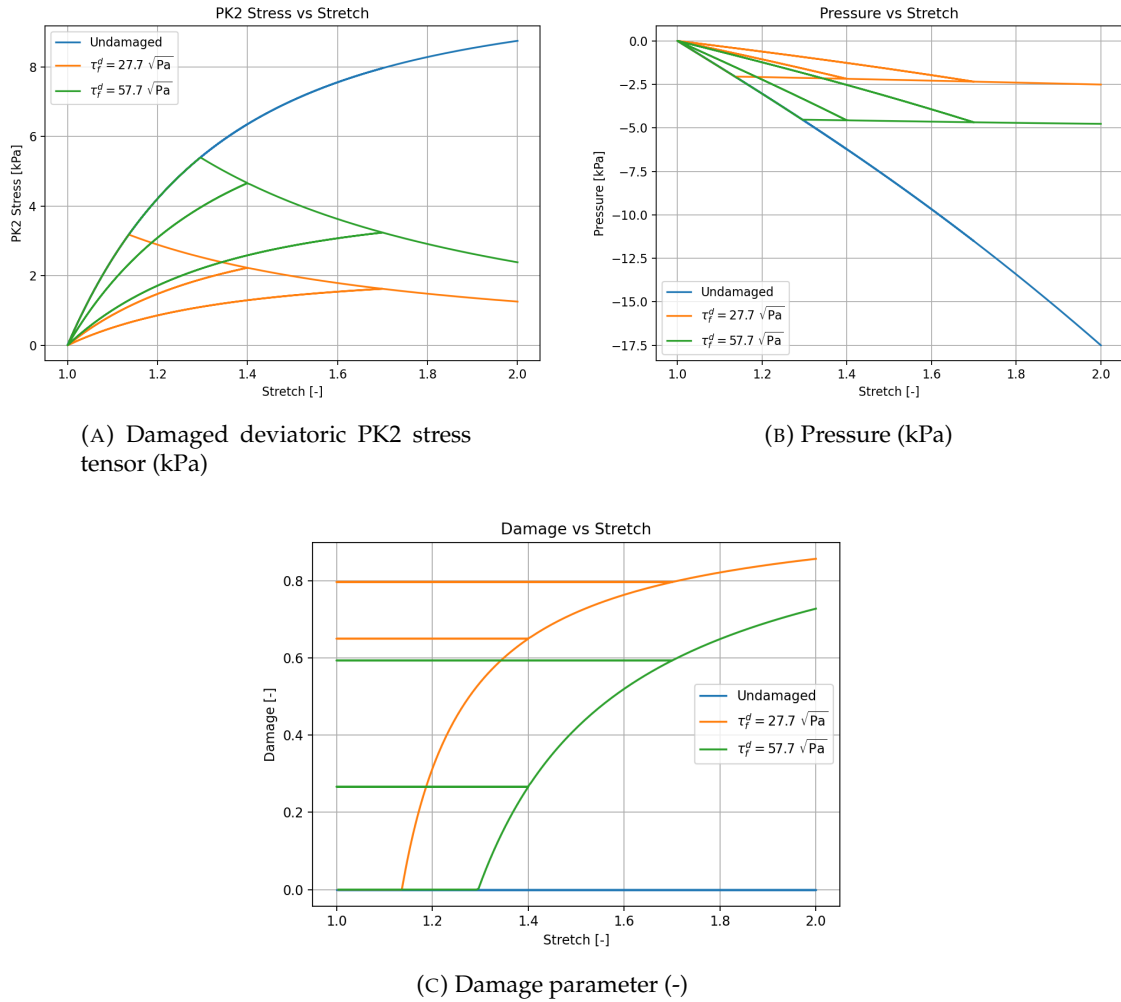 PK2 Stress vs Stretch
Undamaged
τ_f^d = 27.7 √Pa
τ_f^d = 57.7 √Pa
PK2 Stress [kPa]
8
6
4
2
0
1.0 1.2 1.4 1.6 1.8 2.0
Stretch [-]
(A) Damaged deviatoric PK2 stress
tensor (kPa)
Pressure vs Stretch
Pressure [kPa]
0.0
−2.5
−5.0
−7.5
−10.0
−12.5
−15.0
−17.5
Undamaged
τ_f^d = 27.7 √Pa
τ_f^d = 57.7 √Pa
1.0 1.2 1.4 1.6 1.8 2.0
Stretch [-]
(B) Pressure (kPa)
Damage vs Stretch
Damage [-]
0.8
0.6
0.4
0.2
0.0
Undamaged
τ_f^d = 27.7 √Pa
τ_f^d = 57.7 √Pa
1.0 1.2 1.4 1.6 1.8 2.0
Stretch [-]
(C) Damage parameter (-)